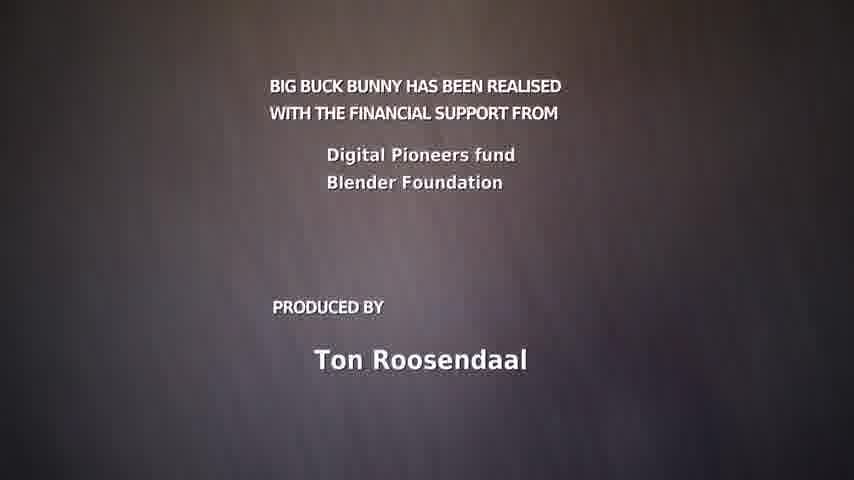 BIG BUCK BUNNY HAS BEEN REALISED
WITH THE FINANCIAL SUPPORT FROM
Digital Pioneers fund
Blender Foundation
PRODUCED BY
Ton Roosendaal